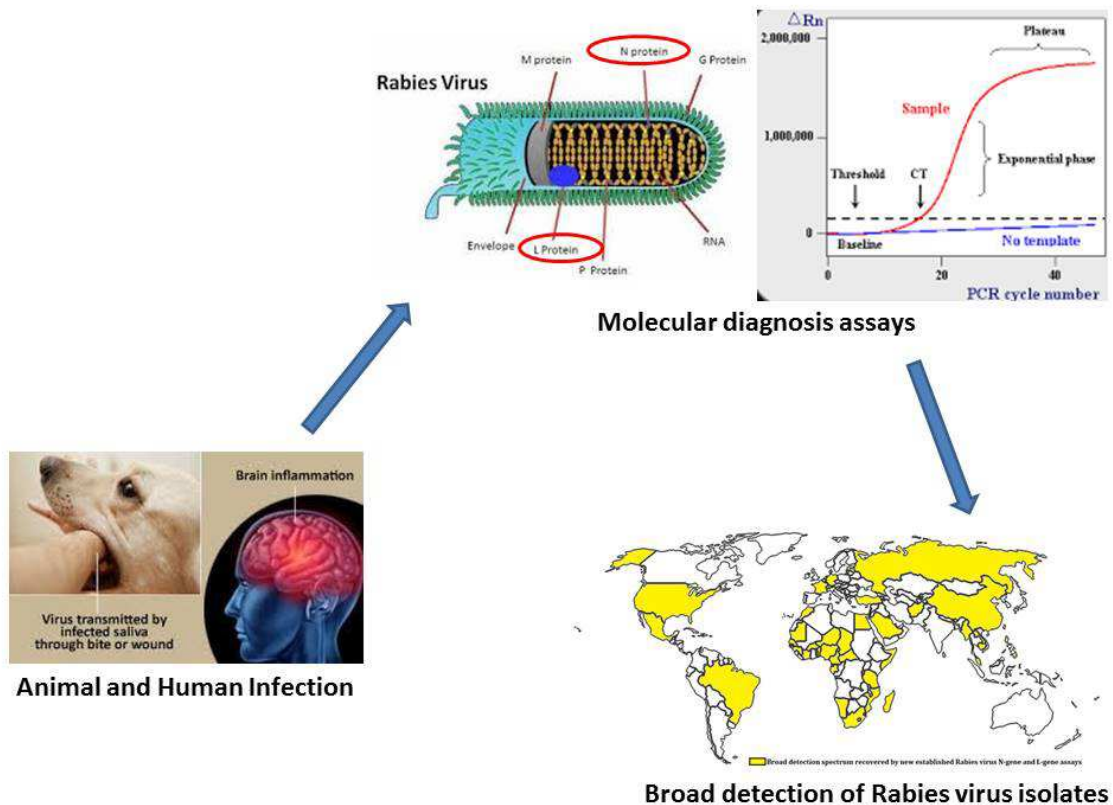 Rabies Virus
M protein
N protein
G Protein
Envelope
L Protein
P Protein
RNA
△Rn
2,000,000
1,000,000
0
Plateau
Sample
Exponential phase
Threshold
CT
Baseline
No template
0
20
40
PCR cycle number
Molecular diagnosis assays
Brain inflammation
Virus transmitted by
infected saliva
through bite or wound
Animal and Human Infection
Broad detection spectrum recovered by new established Rabies virus N-gene and L-gene assays
Broad detection of Rabies virus isolates